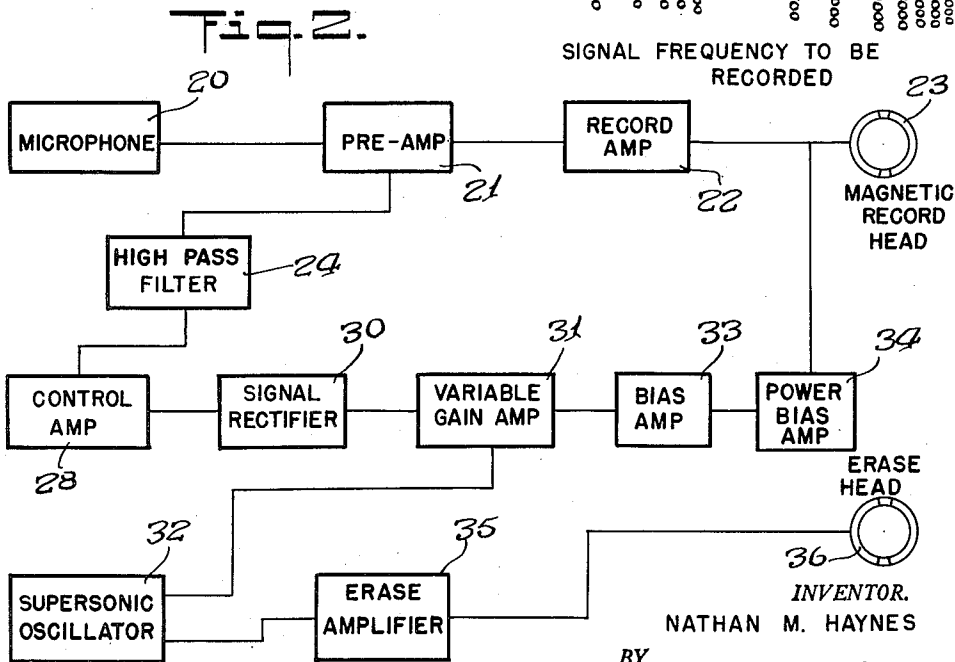 Fig. 2.
SIGNAL FREQUENCY TO BE
RECORDED
20
23
MICROPHONE
PRE-AMP
RECORD
AMP
21
22
MAGNETIC
RECORD
HEAD
HIGH PASS
FILTER
24
30
31
33
34
CONTROL
AMP
SIGNAL
RECTIFIER
VARIABLE
GAIN AMP
BIAS
AMP
POWER
BIAS
AMP
28
ERASE
HEAD
32
35
36
SUPERSONIC
OSCILLATOR
ERASE
AMPLIFIER
INVENTOR.
NATHAN M. HAYNES
BY